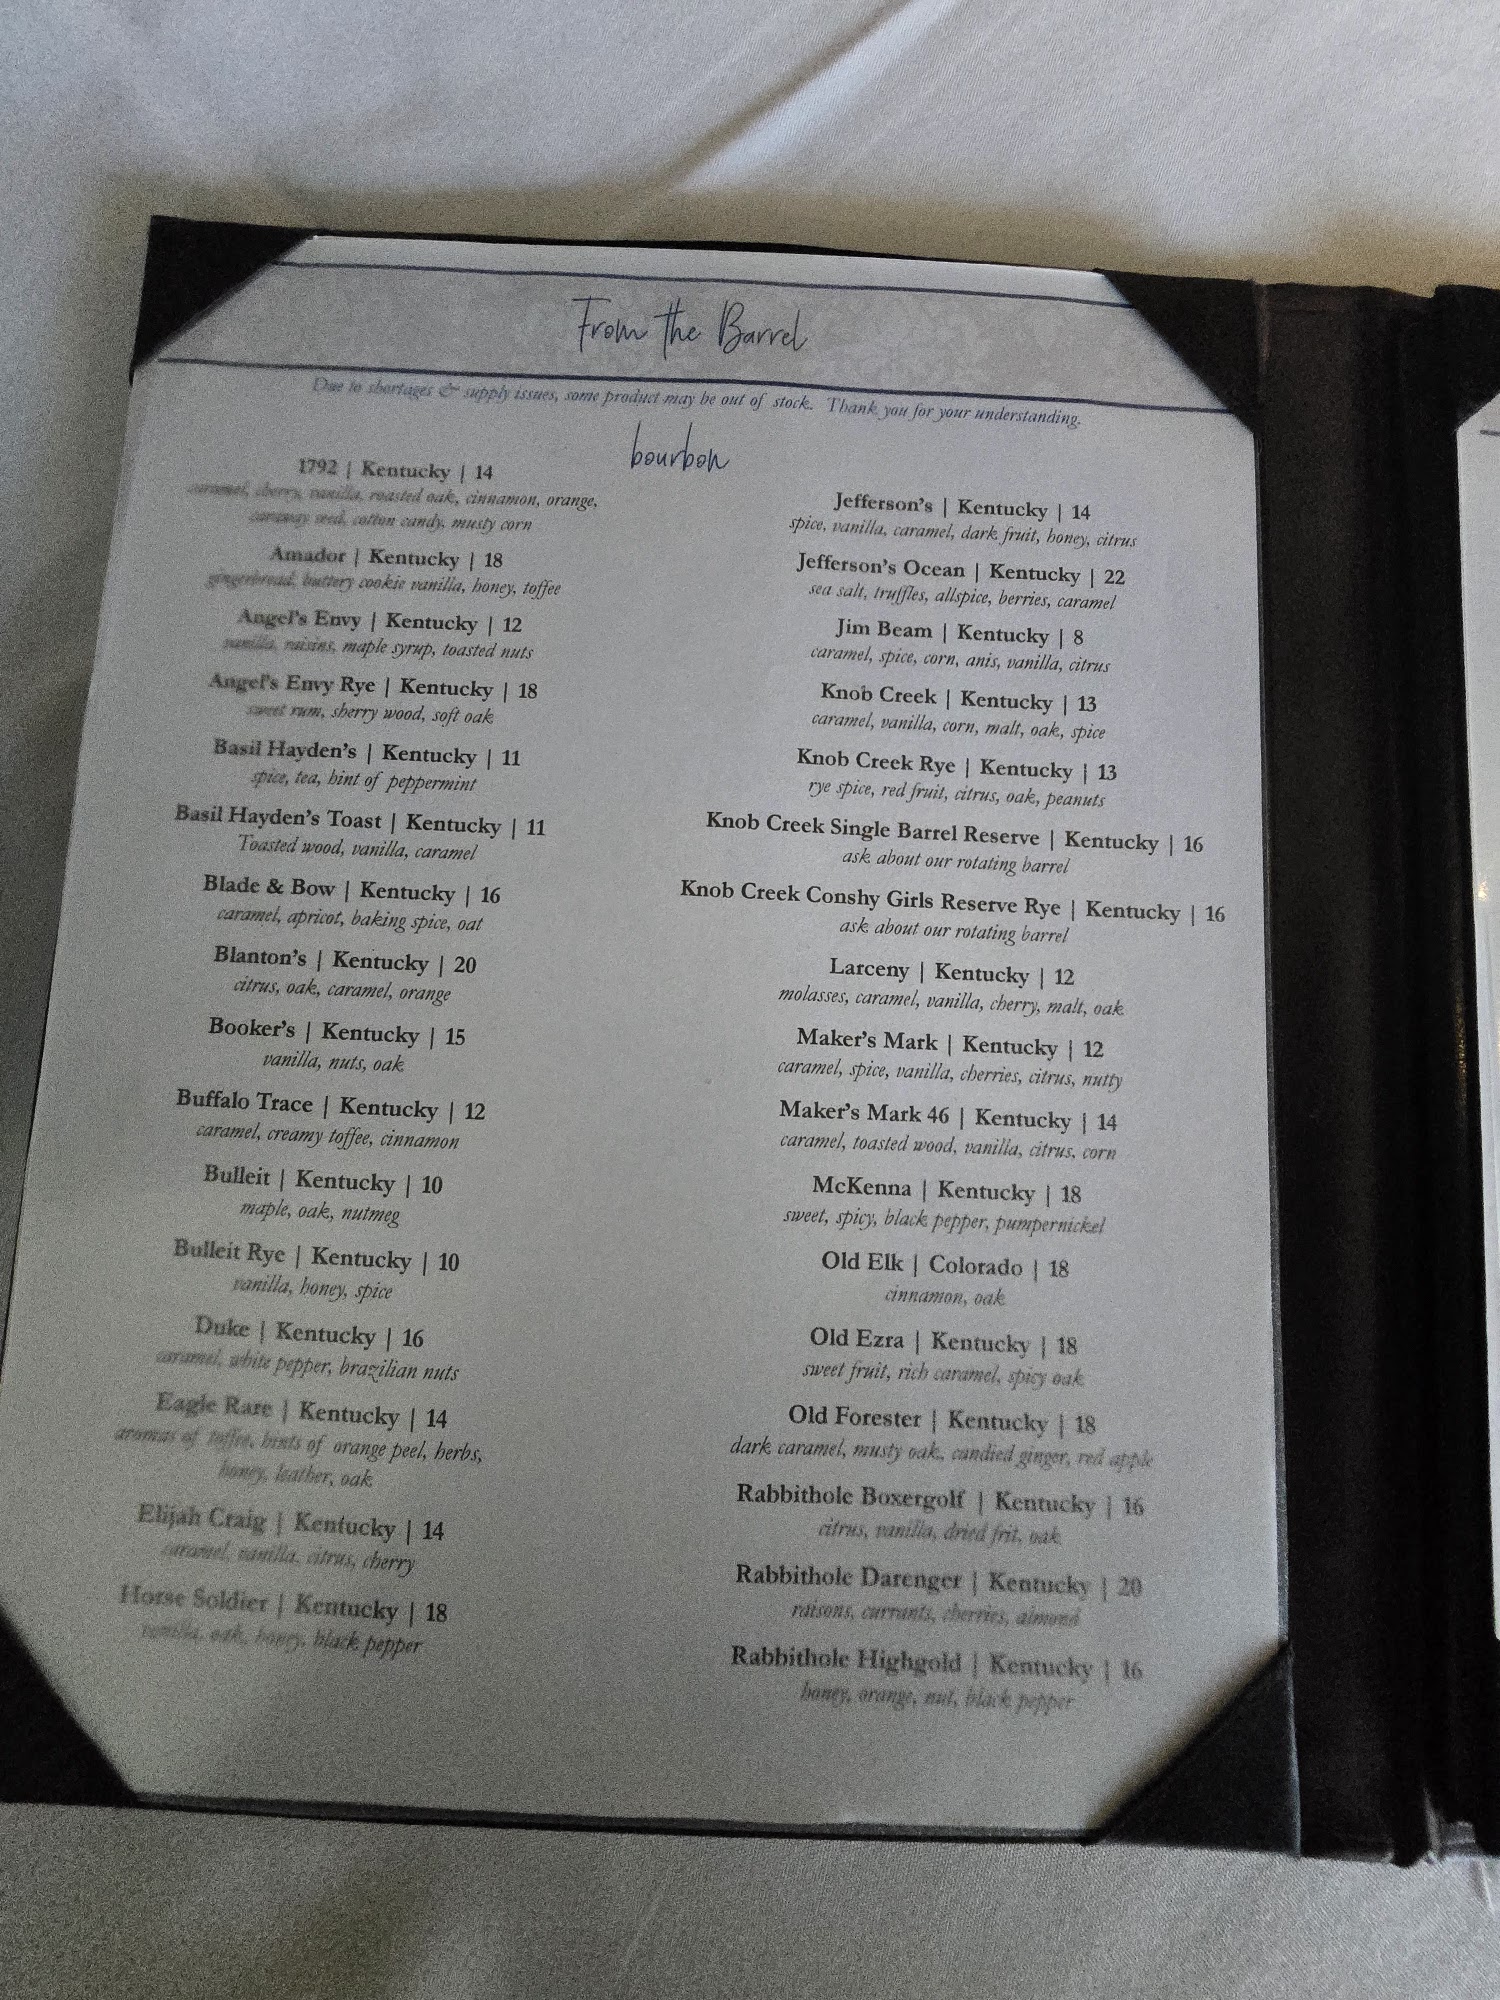 From the Barrel
Due to shortages & supply issues, some product may be out of stock. Thank you for your understanding.
bourbon
1792 | Kentucky | 14
caramel, cherry, vanilla, roasted oak, cinnamon, orange,
caraway seed, cotton candy, musty corn
Amador | Kentucky | 18
gingerbread, buttery cookie vanilla, honey, toffee
Angel's Envy | Kentucky | 12
vanilla, raisins, maple syrup, toasted nuts
Angel's Envy Rye | Kentucky | 18
sweet rum, sherry wood, soft oak
Basil Hayden's | Kentucky | 11
spice, tea, hint of peppermint
Basil Hayden's Toast | Kentucky | 11
Toasted wood, vanilla, caramel
Blade & Bow | Kentucky | 16
caramel, apricot, baking spice, oat
Blanton's | Kentucky | 20
citrus, oak, caramel, orange
Booker's | Kentucky | 15
vanilla, nuts, oak
Buffalo Trace | Kentucky | 12
caramel, creamy toffee, cinnamon
Bulleit | Kentucky | 10
maple, oak, nutmeg
Bulleit Rye | Kentucky | 10
vanilla, honey, spice
Duke | Kentucky | 16
caramel, white pepper, brazilian nuts
Eagle Rare | Kentucky | 14
aromas of toffee, hints of orange peel, herbs,
honey, leather, oak
Elijah Craig | Kentucky | 14
caramel, vanilla, citrus, cherry
Horse Soldier | Kentucky | 18
vanilla, oak, honey, black pepper
Jefferson's | Kentucky | 14
spice, vanilla, caramel, dark fruit, honey, citrus
Jefferson's Ocean | Kentucky | 22
sea salt, truffles, allspice, berries, caramel
Jim Beam | Kentucky | 8
caramel, spice, corn, anis, vanilla, citrus
Knob Creek | Kentucky | 13
caramel, vanilla, corn, malt, oak, spice
Knob Creek Rye | Kentucky | 13
rye spice, red fruit, citrus, oak, peanuts
Knob Creek Single Barrel Reserve | Kentucky | 16
ask about our rotating barrel
Knob Creek Conshy Girls Reserve Rye | Kentucky | 16
ask about our rotating barrel
Larceny | Kentucky | 12
molasses, caramel, vanilla, cherry, malt, oak
Maker's Mark | Kentucky | 12
caramel, spice, vanilla, cherries, citrus, nutty
Maker's Mark 46 | Kentucky | 14
caramel, toasted wood, vanilla, citrus, corn
McKenna | Kentucky | 18
sweet, spicy, black pepper, pumpernickel
Old Elk | Colorado | 18
cinnamon, oak
Old Ezra | Kentucky | 18
sweet fruit, rich caramel, spicy oak
Old Forester | Kentucky | 18
dark caramel, musty oak, candied ginger, red apple
Rabbithole Boxergolf | Kentucky | 16
citrus, vanilla, dried frit, oak
Rabbithole Darenger | Kentucky | 20
raisons, currants, cherries, almond
Rabbithole Highgold | Kentucky | 16
honey, orange, nut, black pepper